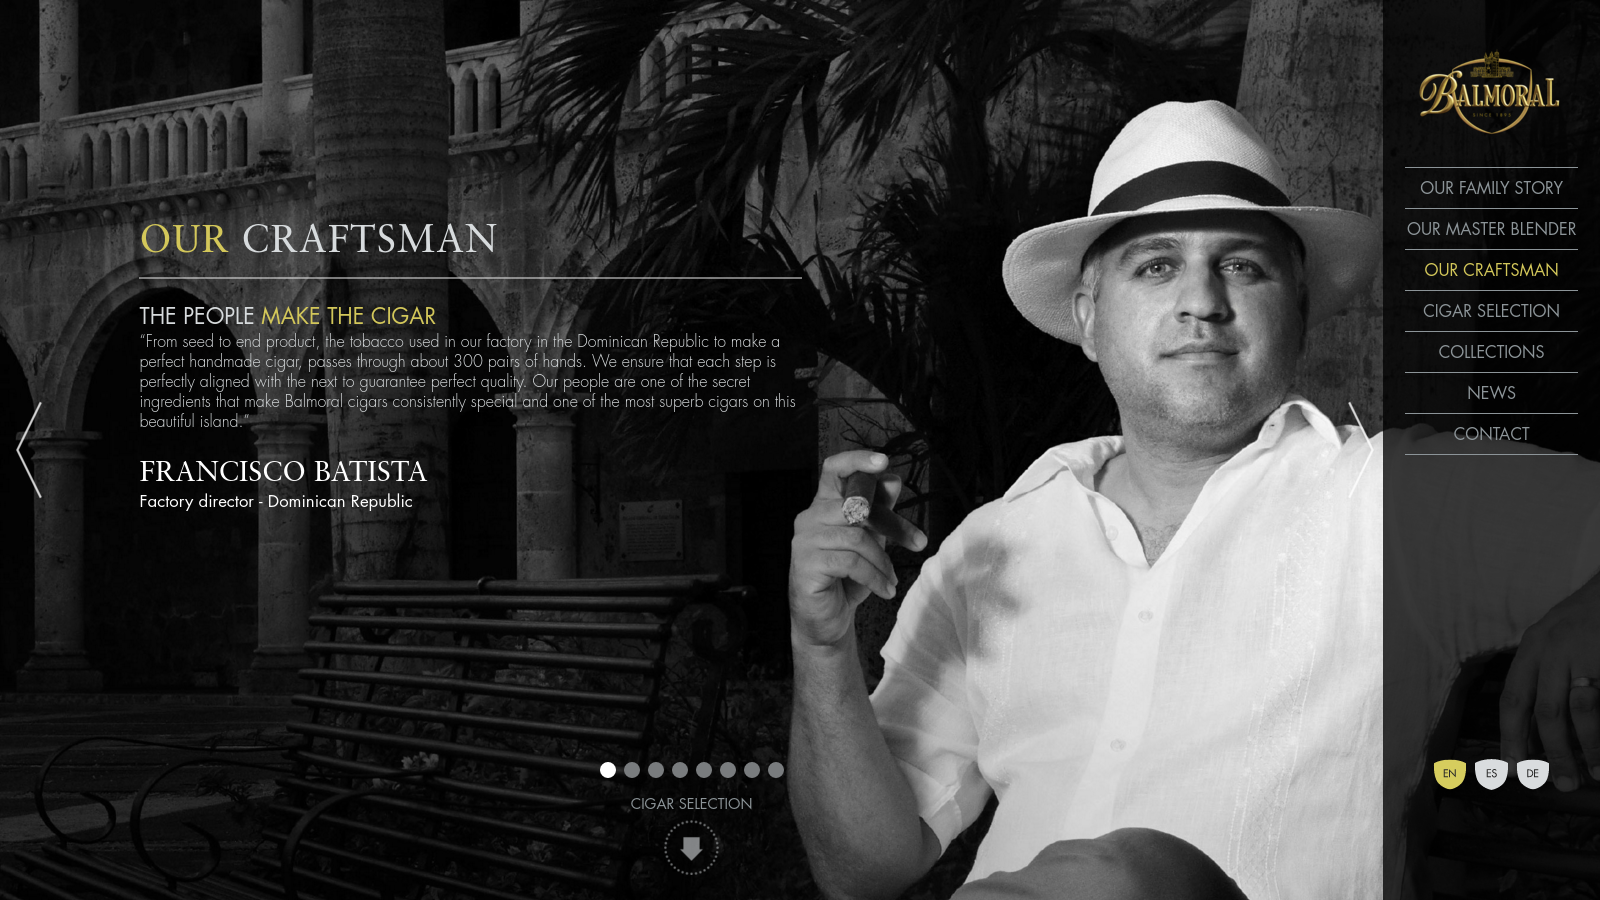 BALMORAL
SINCE 1895
OUR FAMILY STORY
OUR MASTER BLENDER
OUR CRAFTSMAN
CIGAR SELECTION
COLLECTIONS
NEWS
CONTACT
OUR CRAFTSMAN
THE PEOPLE MAKE THE CIGAR
“From seed to end product, the tobacco used in our factory in the Dominican Republic to make a
perfect handmade cigar, passes through about 300 pairs of hands. We ensure that each step is
perfectly aligned with the next to guarantee perfect quality. Our people are one of the secret
ingredients that make Balmoral cigars consistently special and one of the most superb cigars on this
beautiful island.”
FRANCISCO BATISTA
Factory director - Dominican Republic
CIGAR SELECTION
EN ES DE